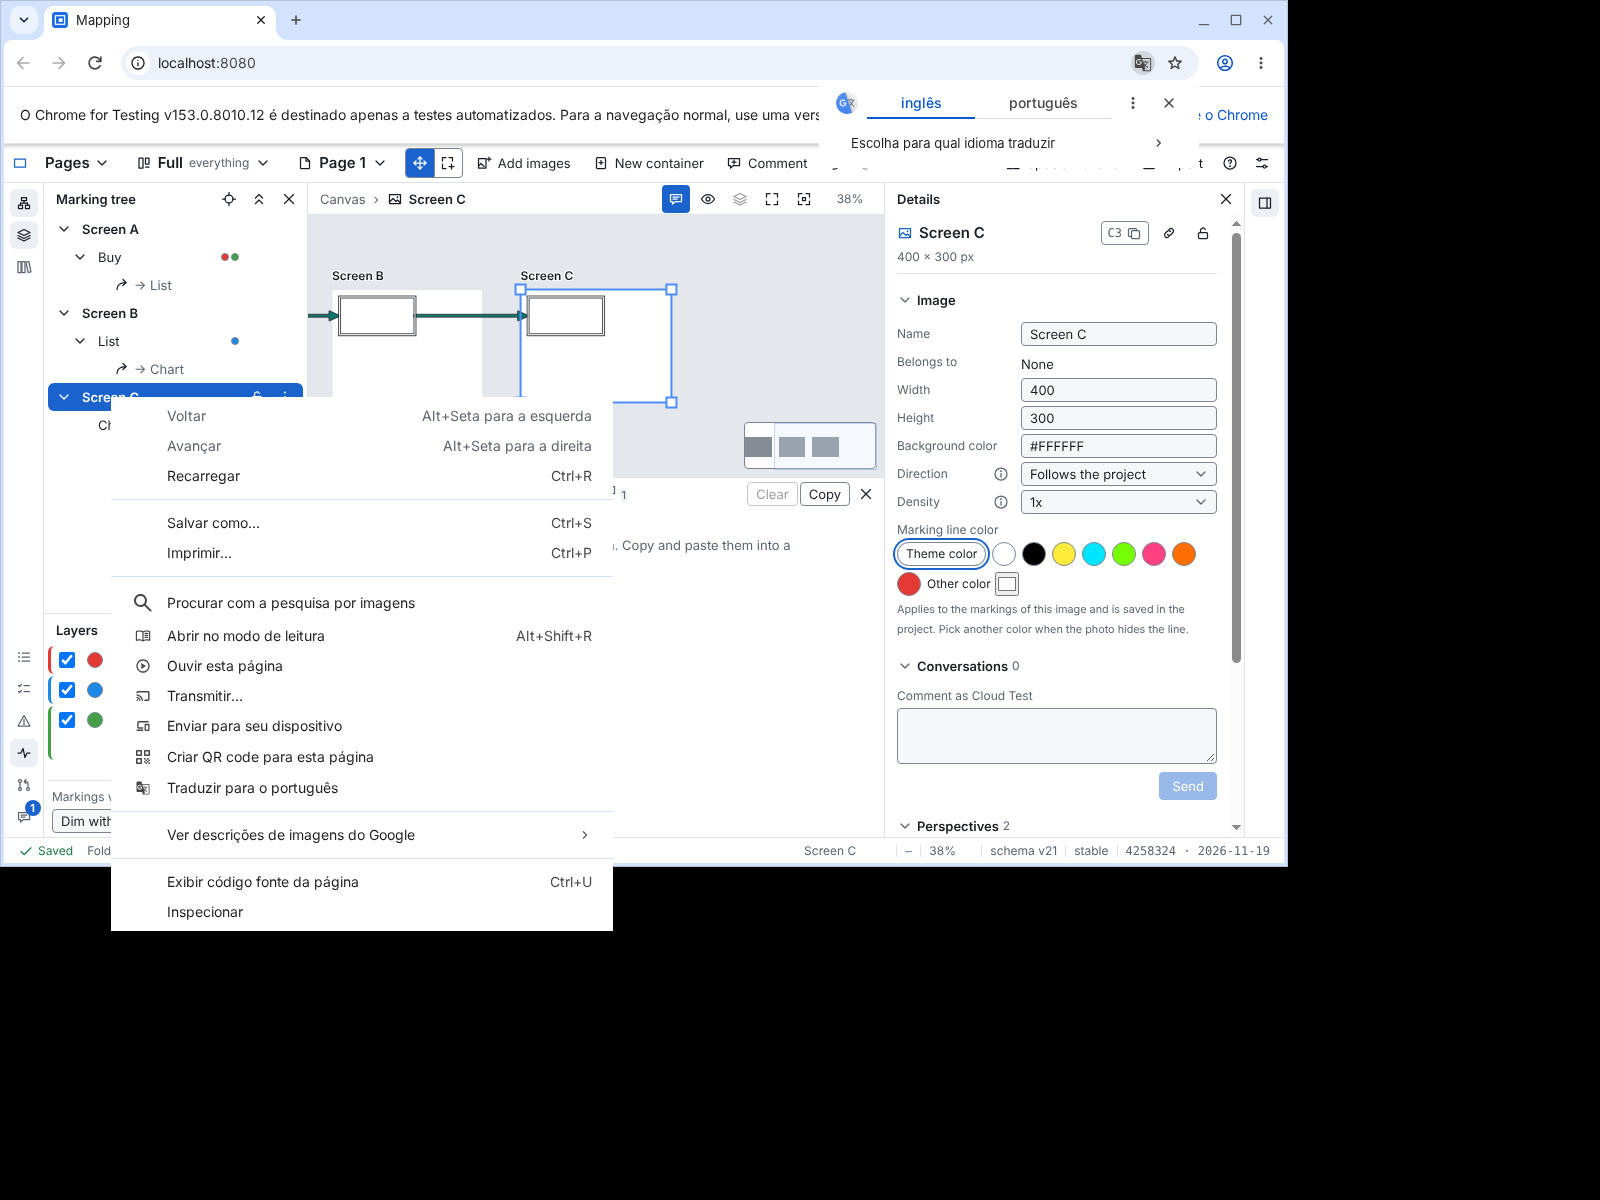 Mapping
localhost:8080
O Chrome for Testing v153.0.8010.12 é destinado apenas a testes automatizados. Para a navegação normal, use uma
o Chrome
inglês
português
Escolha para qual idioma traduzir
Pages
Full everything
Page 1
Add images
New container
Comment
Marking tree
Canvas › Screen C
38%
Details
Screen A
Buy
→ List
Screen B
List
→ Chart
Screen B
Screen C
Screen C
C3
400 × 300 px
Image
Name
Screen C
Belongs to
None
Width
400
Height
300
Background color
#FFFFFF
Direction
Follows the project
Density
1x
Marking line color
Theme color
Other color
Applies to the markings of this image and is saved in the
project. Pick another color when the photo hides the line.
Conversations 0
Comment as Cloud Test
Send
Perspectives 2
Voltar Alt+Seta para a esquerda
Avançar Alt+Seta para a direita
Recarregar Ctrl+R
Salvar como... Ctrl+S
Imprimir... Ctrl+P
Procurar com a pesquisa por imagens
Abrir no modo de leitura Alt+Shift+R
Ouvir esta página
Transmitir...
Enviar para seu dispositivo
Criar QR code para esta página
Traduzir para o português
Ver descrições de imagens do Google
Exibir código fonte da página Ctrl+U
Inspecionar
1
Clear
Copy
. Copy and paste them into a
Layers
Markings
Dim with
1
Saved
Screen C
–
38%
schema v21
stable
4258324 · 2026-11-19